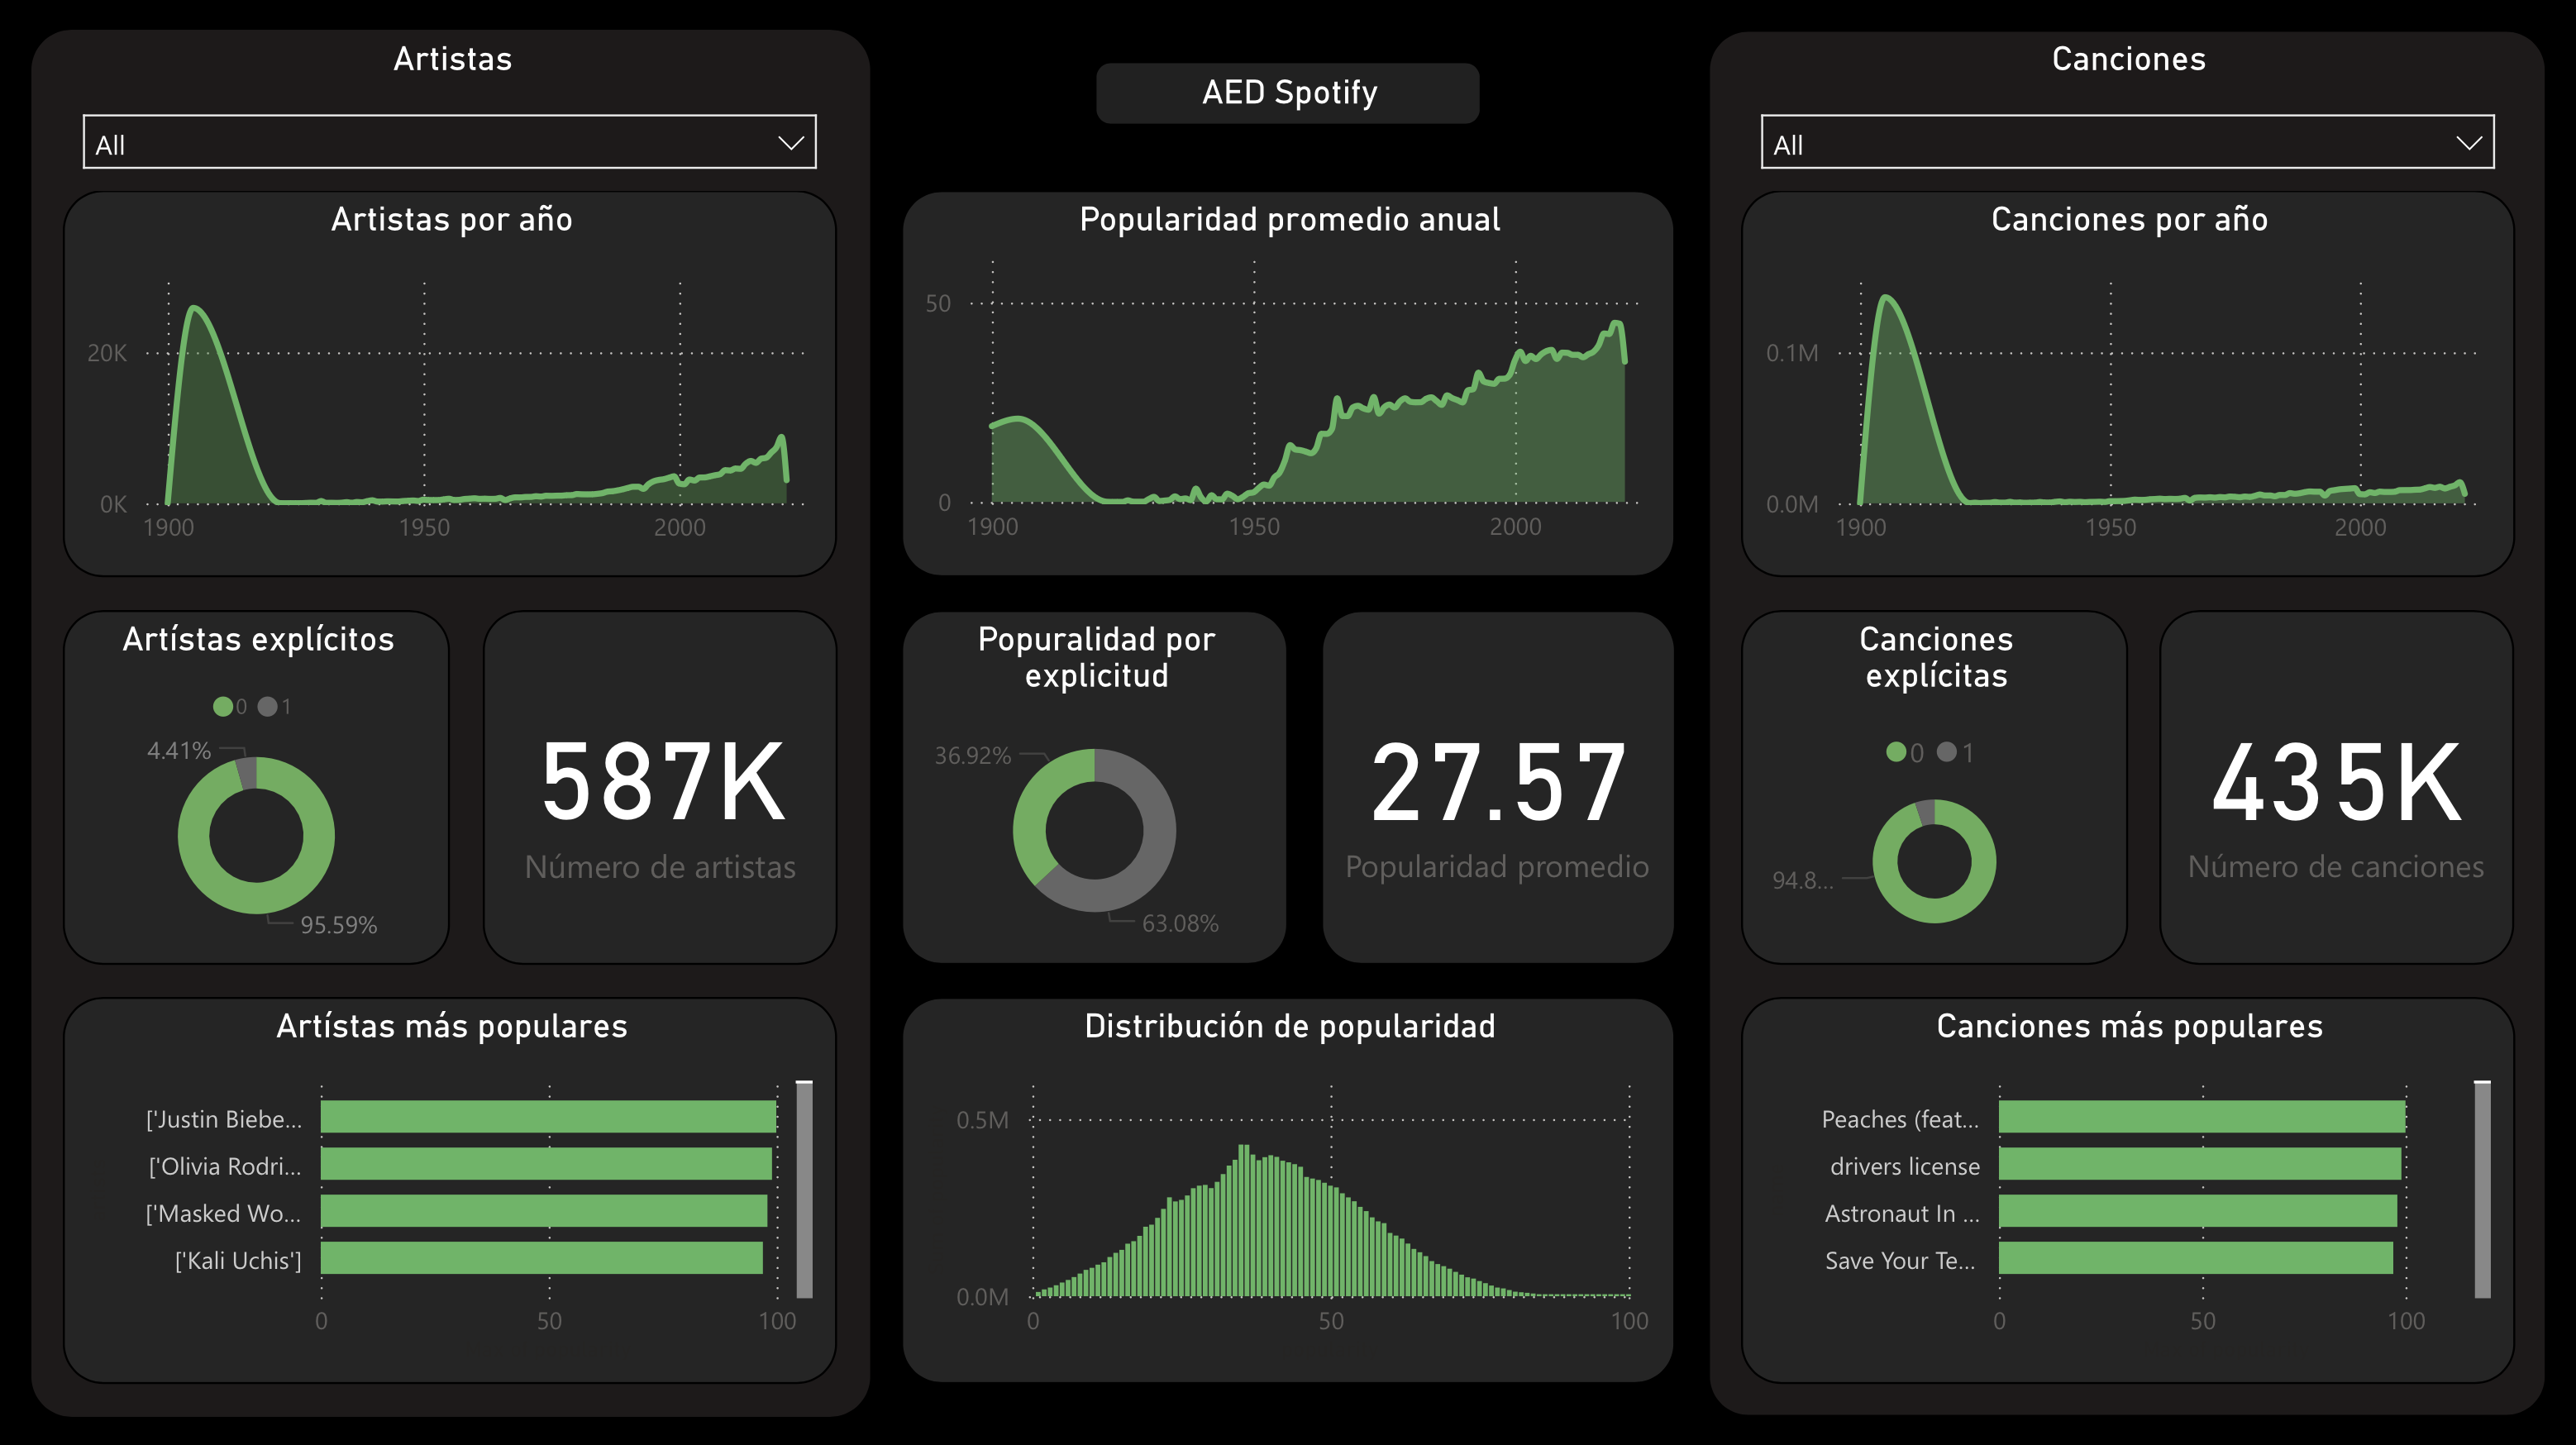 Artistas
All
Artistas por año
20K
0K
1900 1950 2000
Artístas explícitos
0 1
4.41%
95.59%
587K
Número de artistas
Artístas más populares
['Justin Biebe...
['Olivia Rodri...
['Masked Wo...
['Kali Uchis']
0 50 100
AED Spotify
Popularidad promedio anual
50
0
1900 1950 2000
Popuralidad por
explicitud
36.92%
63.08%
27.57
Popularidad promedio
Distribución de popularidad
0.5M
0.0M
0 50 100
Canciones
All
Canciones por año
0.1M
0.0M
1900 1950 2000
Canciones
explícitas
0 1
94.8...
435K
Número de canciones
Canciones más populares
Peaches (feat...
drivers license
Astronaut In ...
Save Your Te...
0 50 100